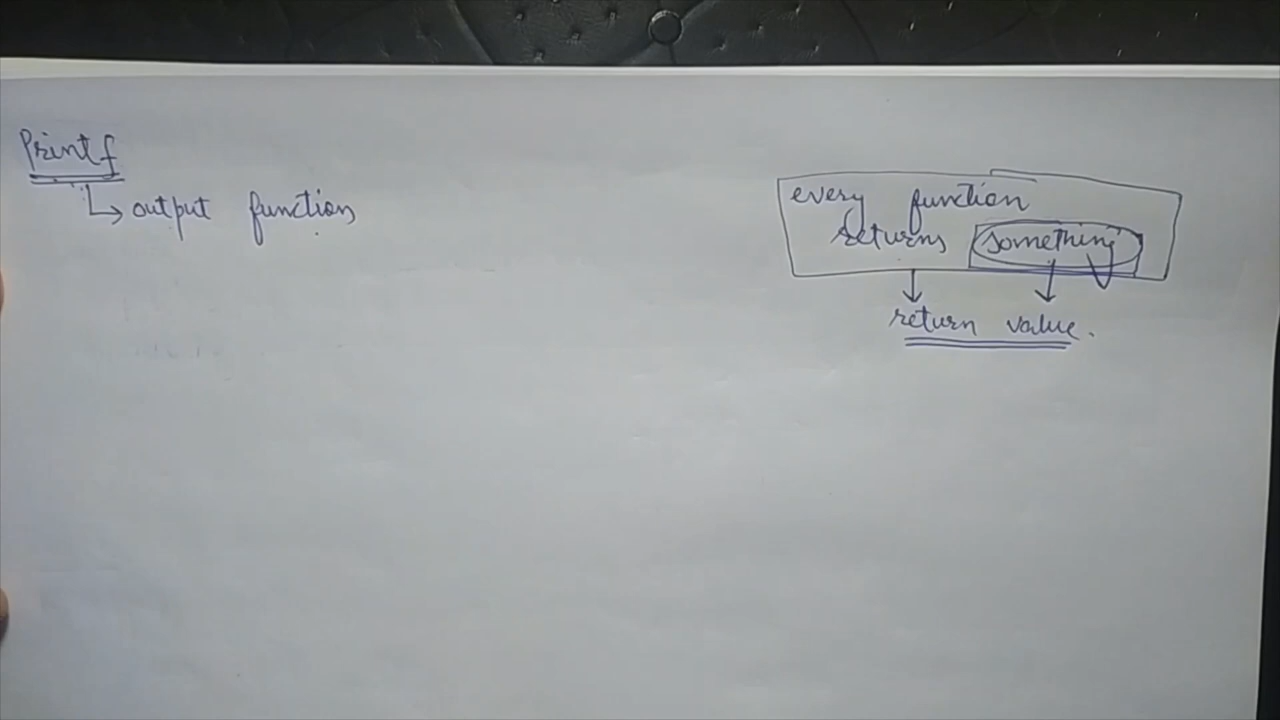 Printf
output function
every function
returns something
return value.